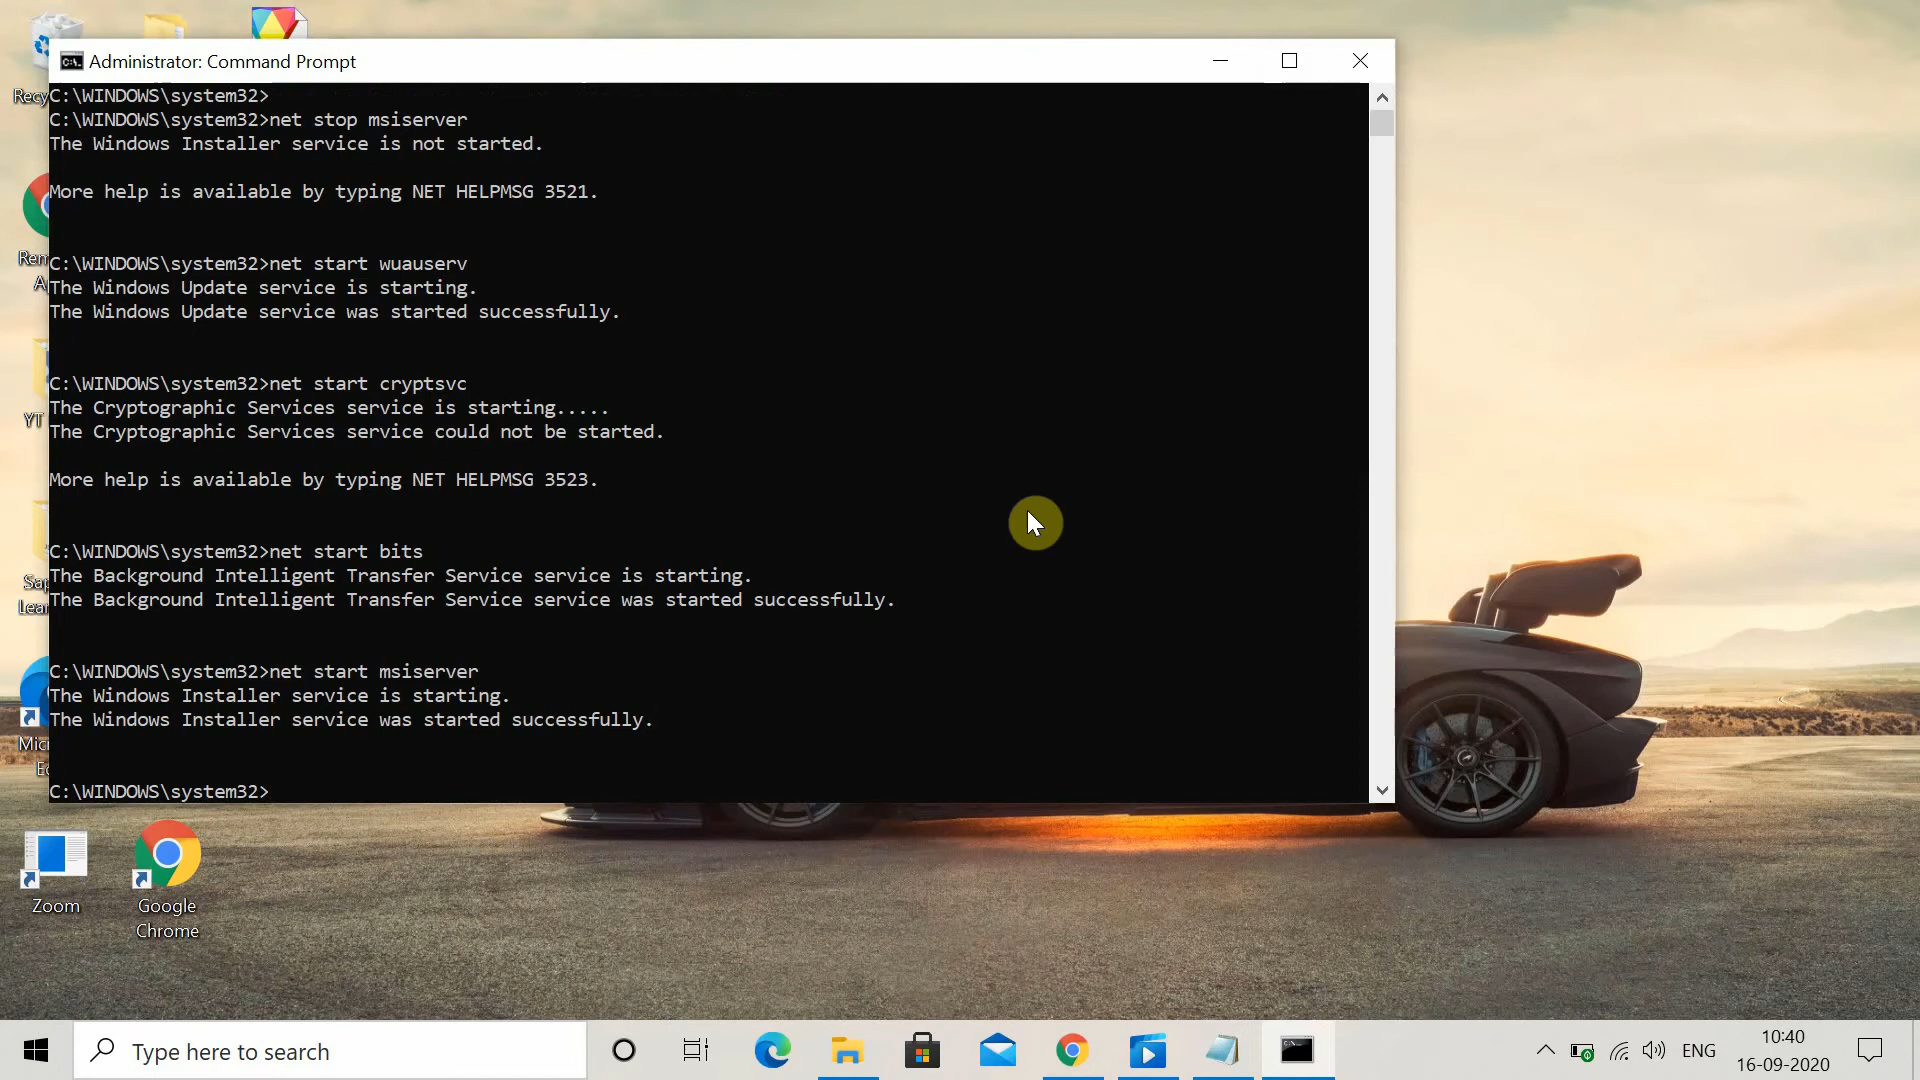 Administrator: Command Prompt
C:\WINDOWS\system32>
C:\WINDOWS\system32>net stop msiserver
The Windows Installer service is not started.
More help is available by typing NET HELPMSG 3521.
C:\WINDOWS\system32>net start wuauserv
The Windows Update service is starting.
The Windows Update service was started successfully.
C:\WINDOWS\system32>net start cryptsvc
The Cryptographic Services service is starting.....
The Cryptographic Services service could not be started.
More help is available by typing NET HELPMSG 3523.
C:\WINDOWS\system32>net start bits
The Background Intelligent Transfer Service service is starting.
The Background Intelligent Transfer Service service was started successfully.
C:\WINDOWS\system32>net start msiserver
The Windows Installer service is starting.
The Windows Installer service was started successfully.
C:\WINDOWS\system32>
YT
Zoom
Google
Chrome
Type here to search
ENG
10:40
16-09-2020